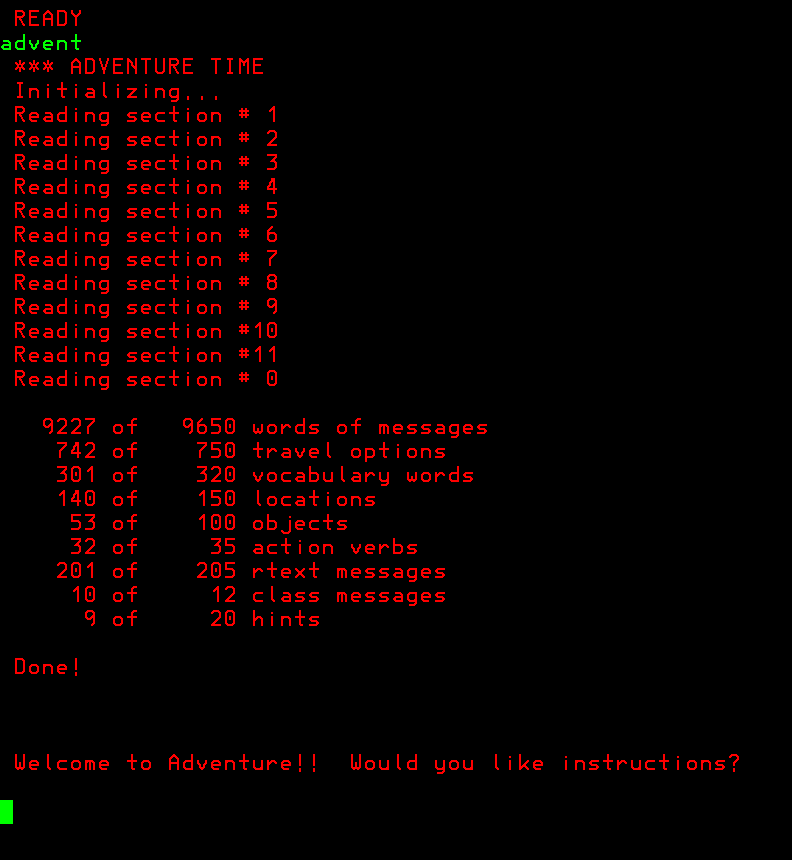 READY
advent
*** ADVENTURE TIME
Initializing...
Reading section # 1
Reading section # 2
Reading section # 3
Reading section # 4
Reading section # 5
Reading section # 6
Reading section # 7
Reading section # 8
Reading section # 9
Reading section #10
Reading section #11
Reading section # 0
9227 of 9650 words of messages
742 of 750 travel options
301 of 320 vocabulary words
140 of 150 locations
53 of 100 objects
32 of 35 action verbs
201 of 205 rtext messages
10 of 12 class messages
9 of 20 hints
Done!
Welcome to Adventure!! Would you like instructions?